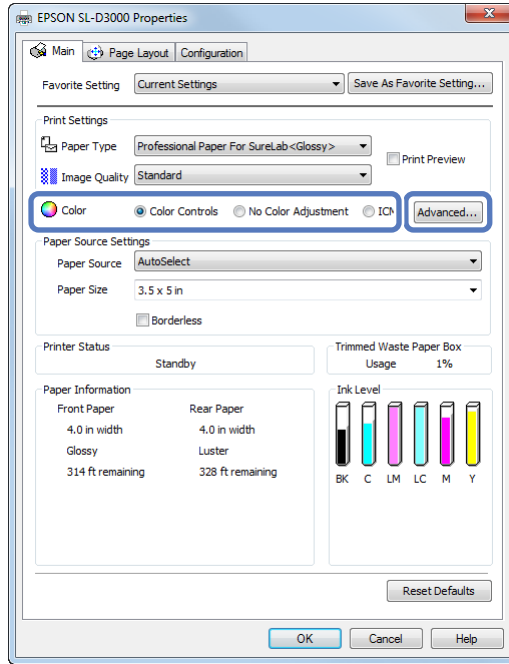 EPSON SL-D3000 Properties
Main Page Layout Configuration
Favorite Setting Current Settings Save As Favorite Setting...
Print Settings
Paper Type Professional Paper For SureLab<Glossy> Print Preview
Image Quality Standard
Color Color Controls No Color Adjustment ICM Advanced...
Paper Source Settings
Paper Source AutoSelect
Paper Size 3.5 x 5 in
Borderless
Printer Status Trimmed Waste Paper Box
Standby Usage 1%
Paper Information Ink Level
Front Paper Rear Paper
4.0 in width 4.0 in width
Glossy Luster
314 ft remaining 328 ft remaining
BK C LM LC M Y
Reset Defaults
OK Cancel Help